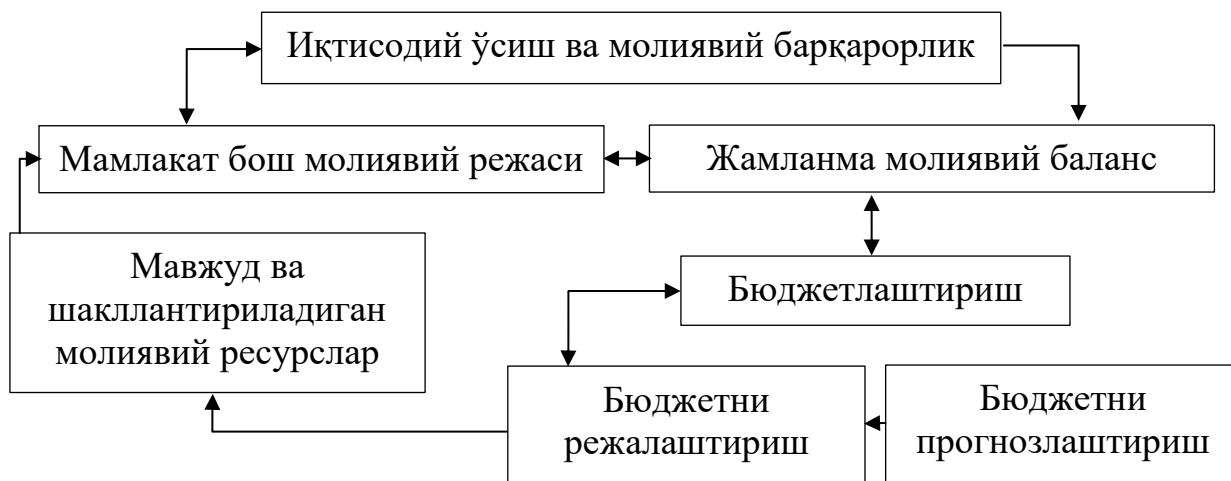 Иқтисодий ўсиш ва молиявий барқарорлик
Мамлакат бош молиявий режаси
Жамланма молиявий баланс
Мавжуд ва
шакллантириладиган
молиявий ресурслар
Бюджетлаштириш
Бюджетни
режалаштириш
Бюджетни
прогнозлаштириш